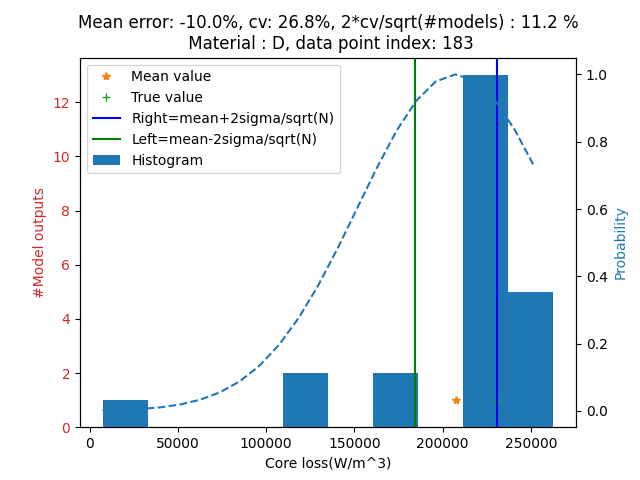 Mean error: -10.0%, cv: 26.8%, 2*cv/sqrt(#models) : 11.2 %
Material : D, data point index: 183
Mean value
True value
Right=mean+2sigma/sqrt(N)
Left=mean-2sigma/sqrt(N)
Histogram
#Model outputs
12
10
8
6
4
2
0
1.0
0.8
0.6
0.4
0.2
0.0
Probability
0
50000
100000
150000
200000
250000
Core loss(W/m^3)